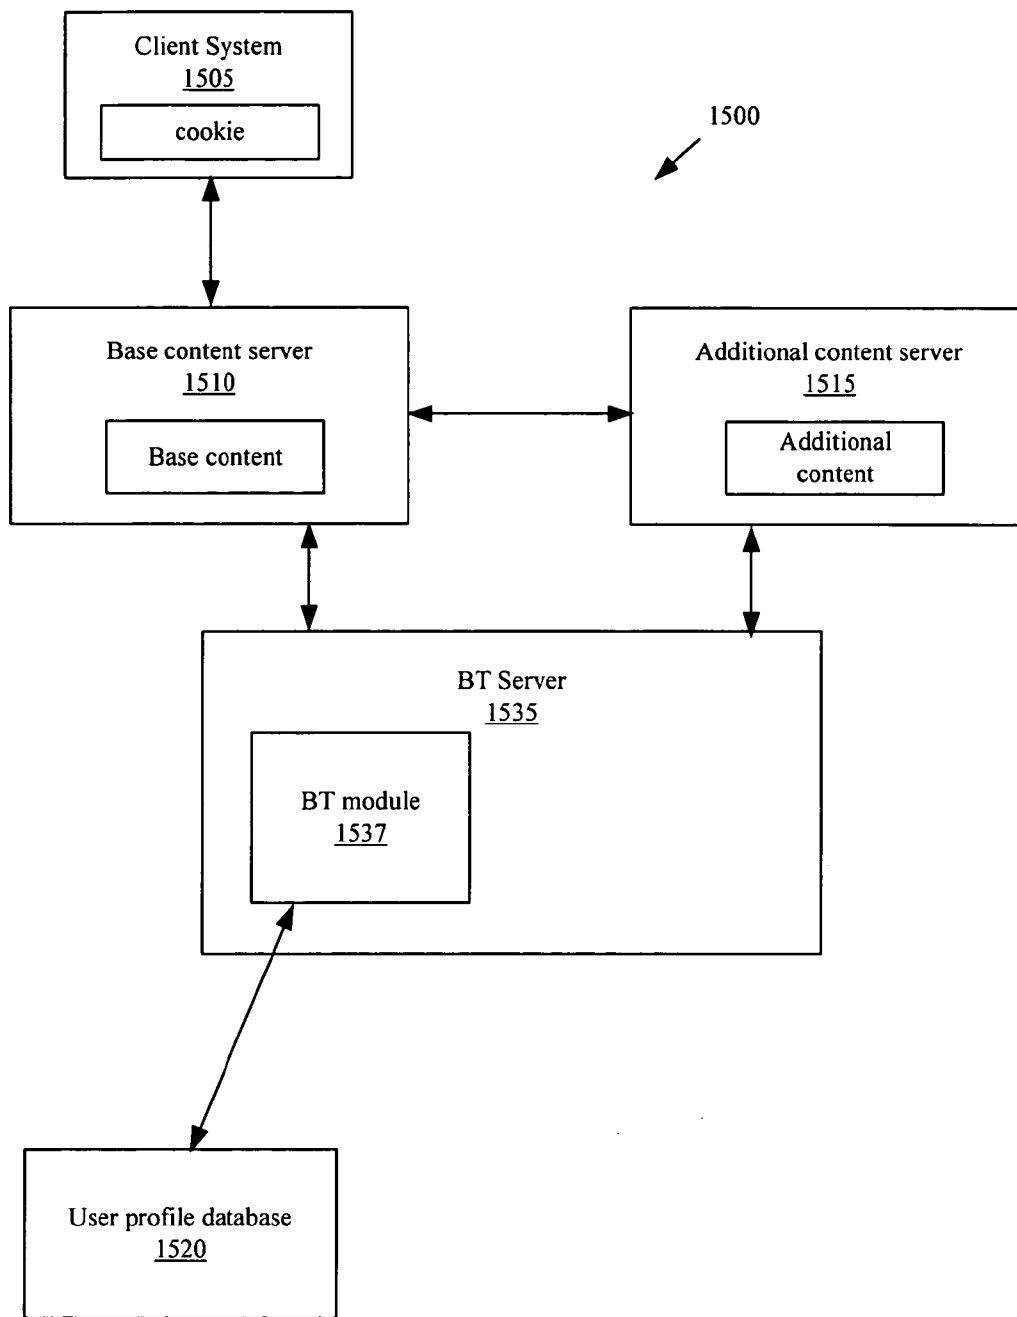 Client System
1505
cookie
1500
Base content server
1510
Base content
Additional content server
1515
Additional
content
BT Server
1535
BT module
1537
User profile database
1520